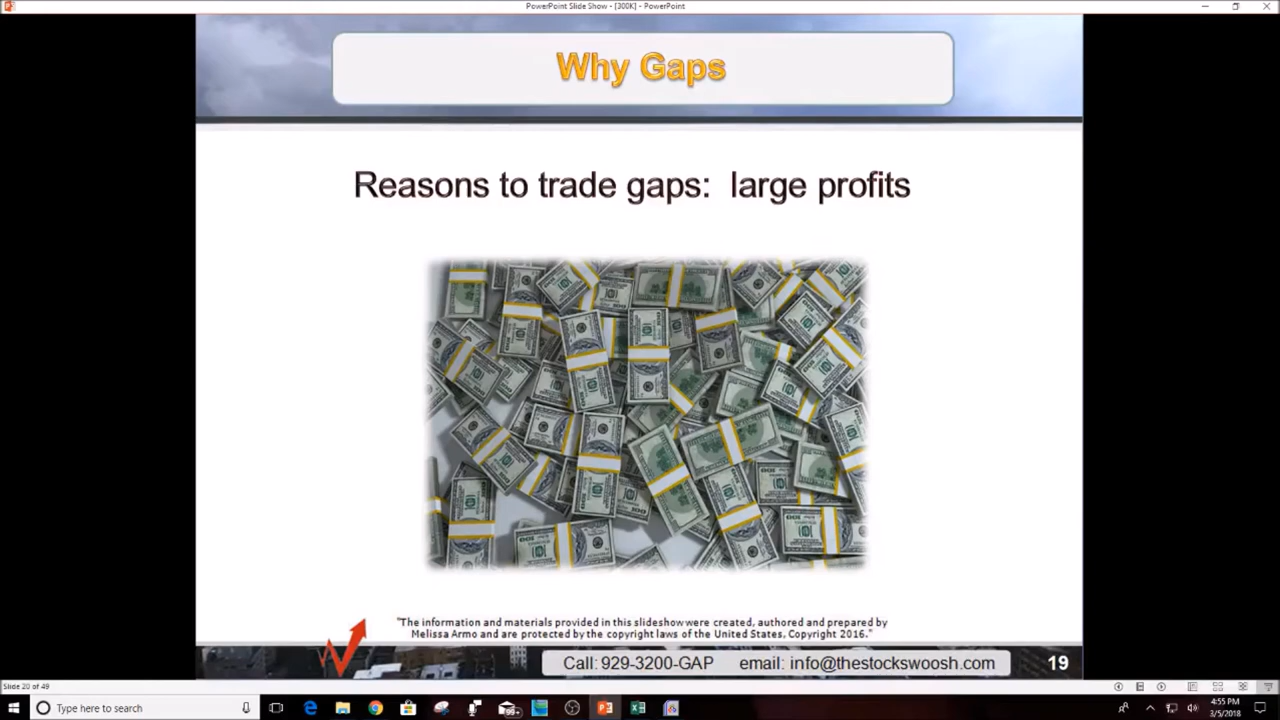 PowerPoint Slide Show - [300K] - PowerPoint
Why Gaps
Reasons to trade gaps:  large profits
"The information and materials provided in this slideshow were created, authored and prepared by
Melissa Armo and are protected by the copyright laws of the United States, Copyright 2016."
Call: 929-3200-GAP email: info@thestockswoosh.com 19
Slide 20 of 49
Type here to search
99+
4:55 PM
3/5/2018